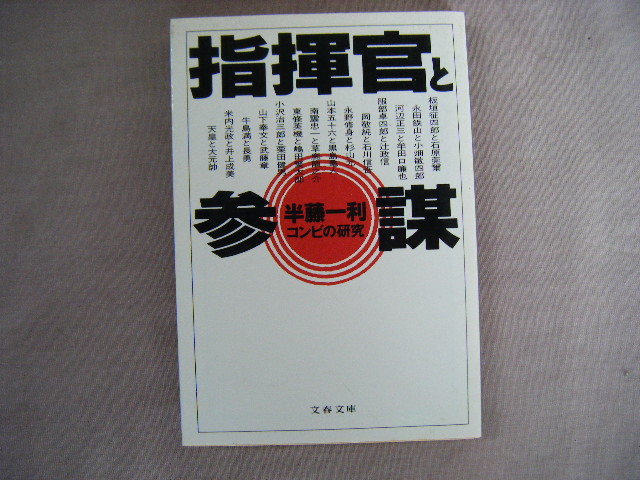 指揮官と
参謀
半藤一利
コンビの研究
板垣征四郎と石原莞爾
永田鉄山と小畑敏四郎
河辺正三と牟田口廉也
服部卓四郎と辻政信
岡敬純と石川信吾
永野修身と杉山元
山本五十六と黒島亀人
南雲忠一と草鹿龍之介
東條英機と嶋田繁太郎
小沢治三郎と栗田健男
山下奉文と武藤章
牛島満と長勇
米内光政と井上成美
天皇と大元帥
文春文庫